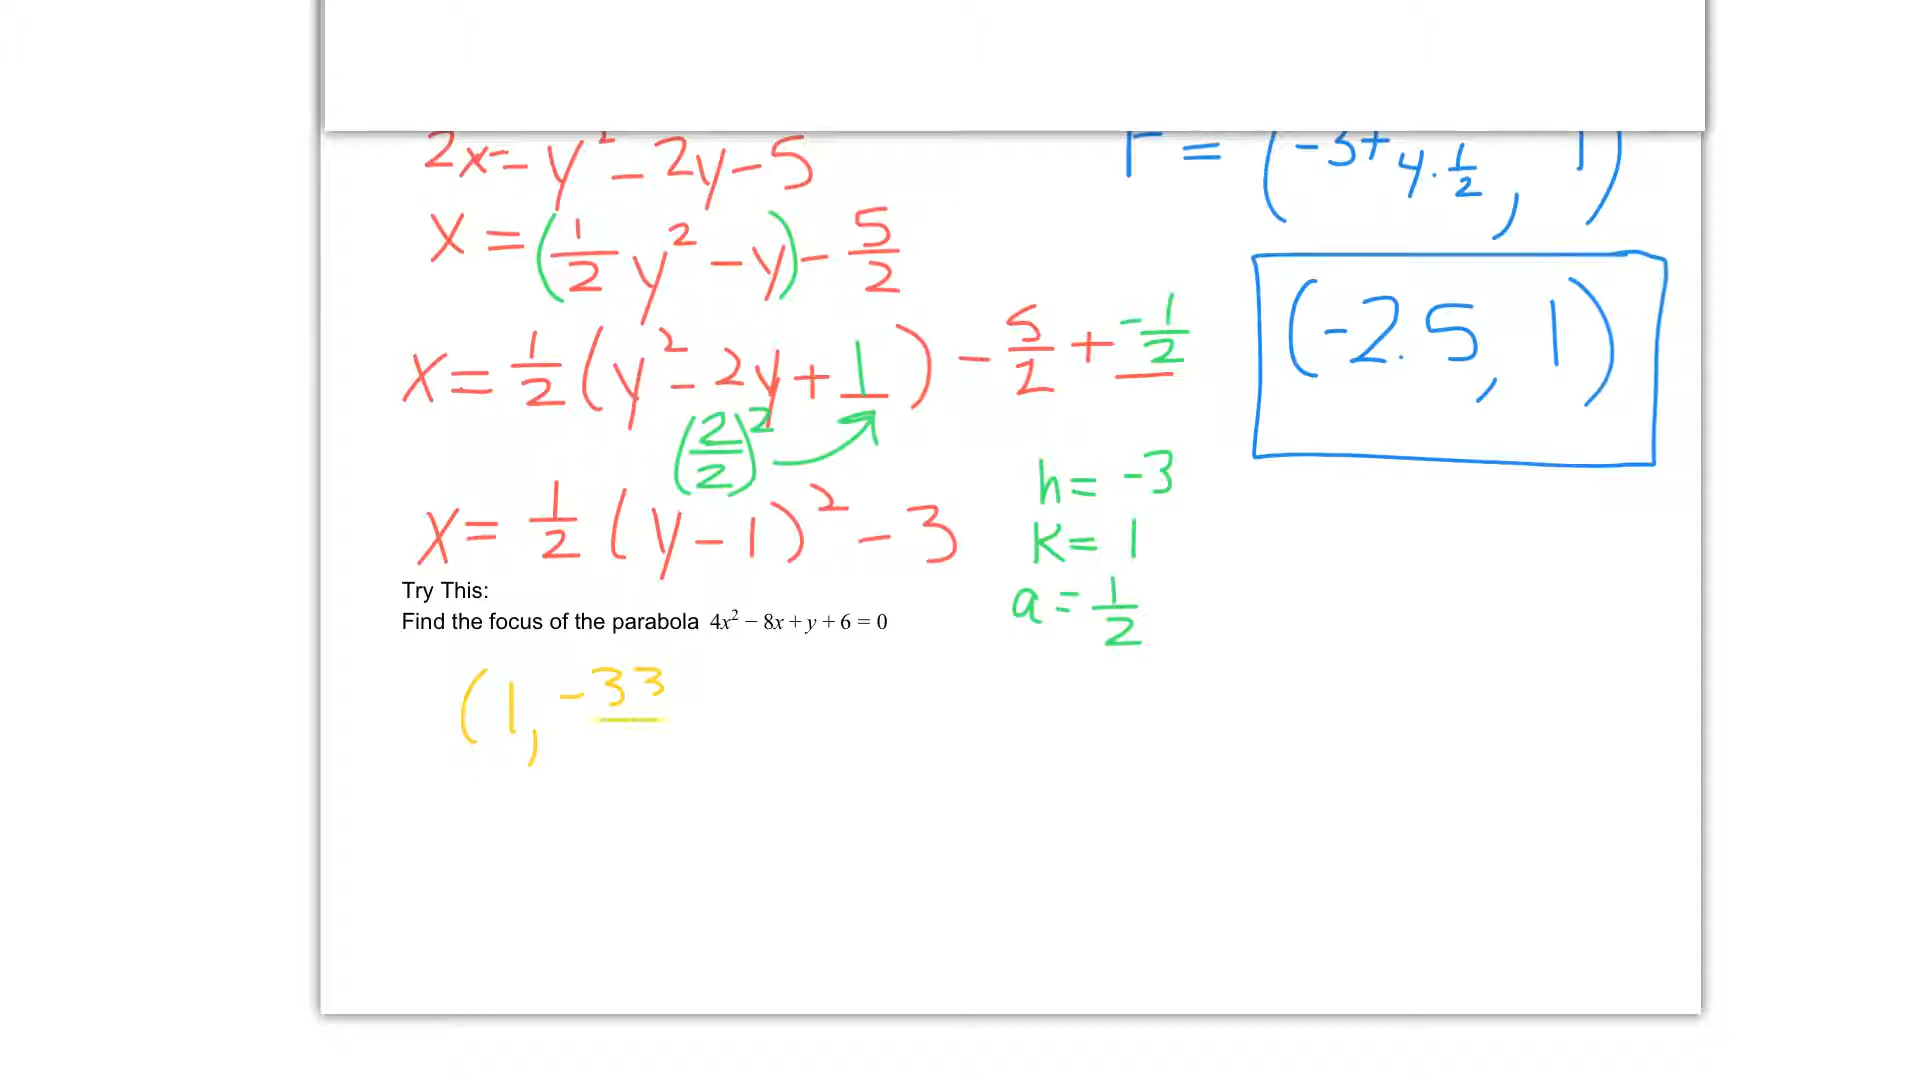 2x = y² - 2y - 5
x = (1/2 y² - y) - 5/2
x = 1/2 (y² - 2y + 1) - 5/2 + -1/2
(2/2)²
x = 1/2 (y - 1)² - 3
F = (-3 + 1/4·1/2, 1)
(-2.5, 1)
h = -3
k = 1
a = 1/2
Try This:
Find the focus of the parabola 4x² − 8x + y + 6 = 0
(1, -33